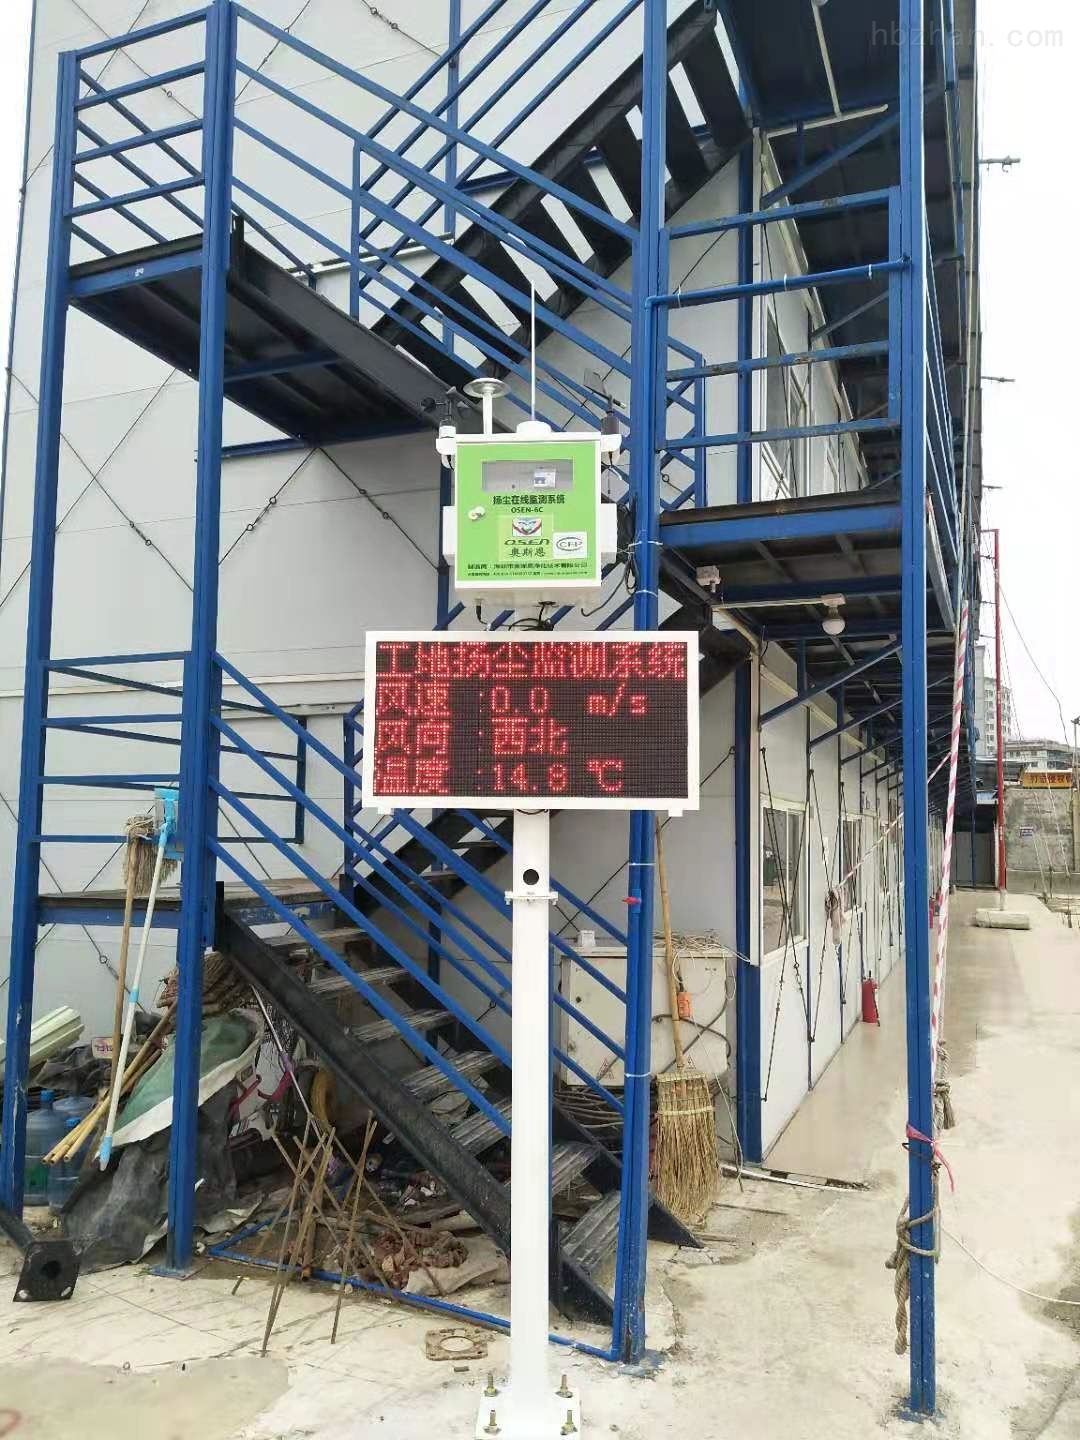 hbzhan.com
扬尘在线监测系统
OSEN-6C
OSEN
CEP
奥斯恩
工地扬尘监测系统
风速 :0.0 m/s
风向 :西北
温度 :14.8 ℃